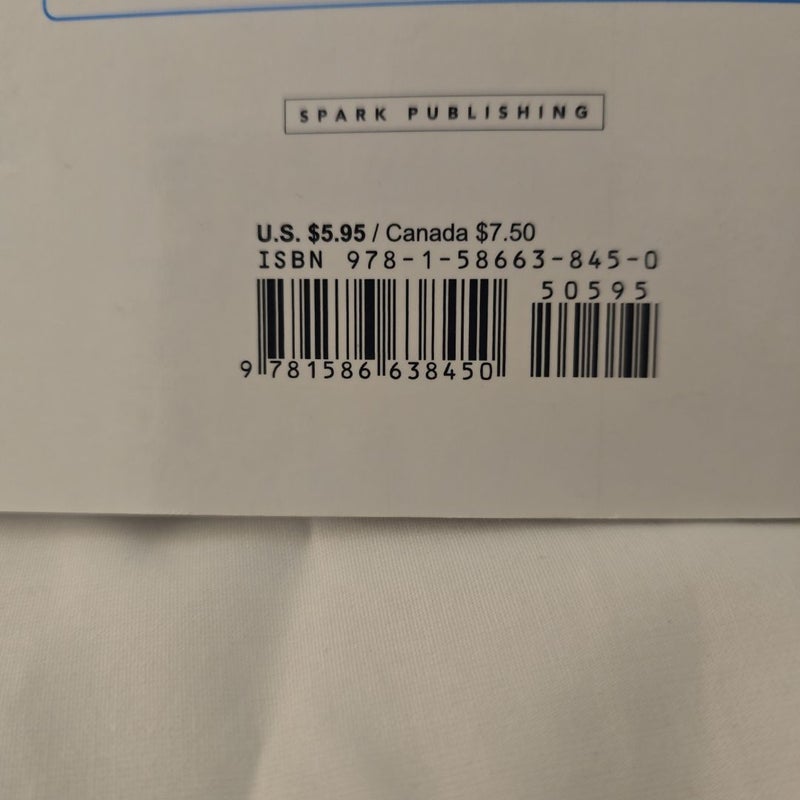 SPARK PUBLISHING
U.S. $5.95 / Canada $7.50
ISBN 978-1-58663-845-0
50595
9 781586 638450